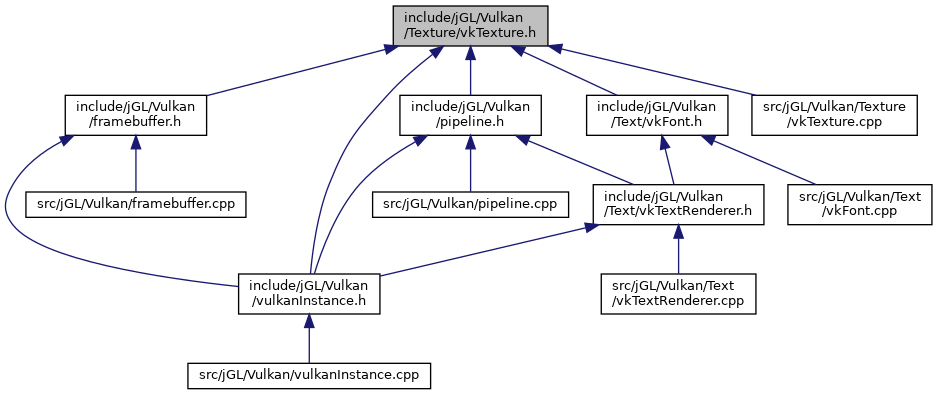 include/jGL/Vulkan
/Texture/vkTexture.h
include/jGL/Vulkan
/framebuffer.h
include/jGL/Vulkan
/pipeline.h
include/jGL/Vulkan
/Text/vkFont.h
src/jGL/Vulkan/Texture
/vkTexture.cpp
src/jGL/Vulkan/framebuffer.cpp
src/jGL/Vulkan/pipeline.cpp
include/jGL/Vulkan
/Text/vkTextRenderer.h
src/jGL/Vulkan/Text
/vkFont.cpp
include/jGL/Vulkan
/vulkanInstance.h
src/jGL/Vulkan/Text
/vkTextRenderer.cpp
src/jGL/Vulkan/vulkanInstance.cpp